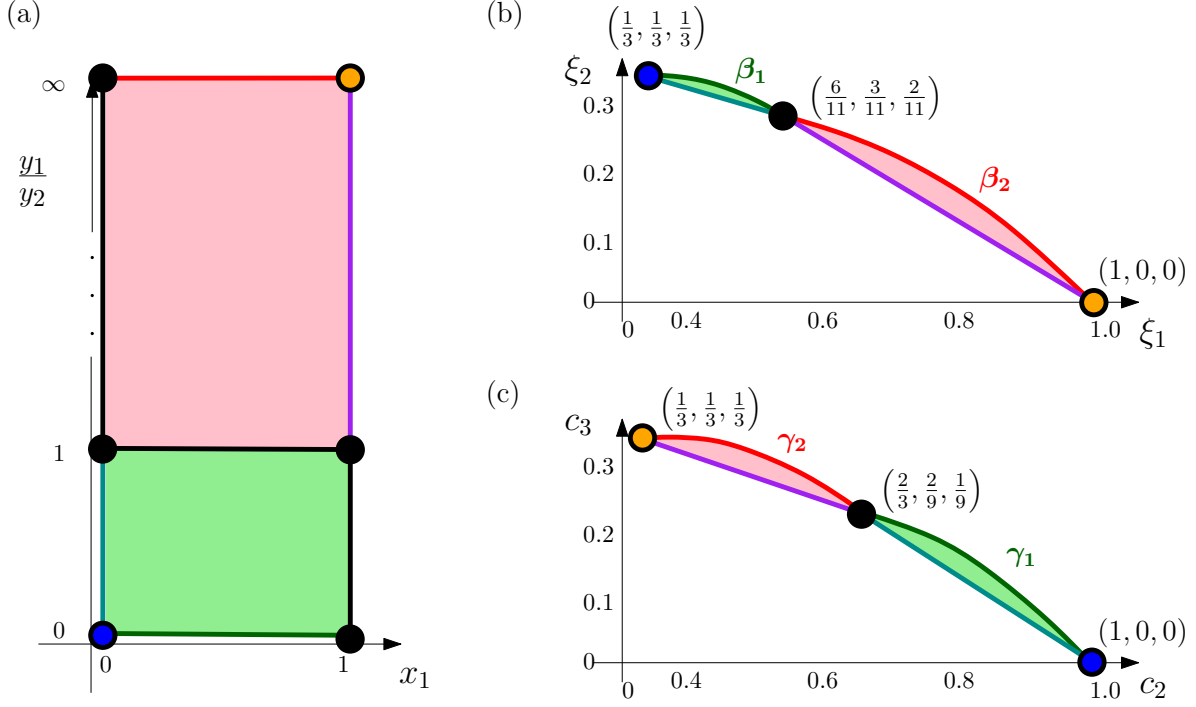 (a)
∞
y₁/y₂
1
0
0
1
x₁
(b)
(1/3, 1/3, 1/3)
ξ₂
β₁
(6/11, 3/11, 2/11)
0.3
0.2
β₂
0.1
(1, 0, 0)
0
0
0.4
0.6
0.8
1.0
ξ₁
(c)
(1/3, 1/3, 1/3)
c₃
γ₂
0.3
(2/3, 2/9, 1/9)
0.2
γ₁
0.1
(1, 0, 0)
0
0
0.4
0.6
0.8
1.0
c₂